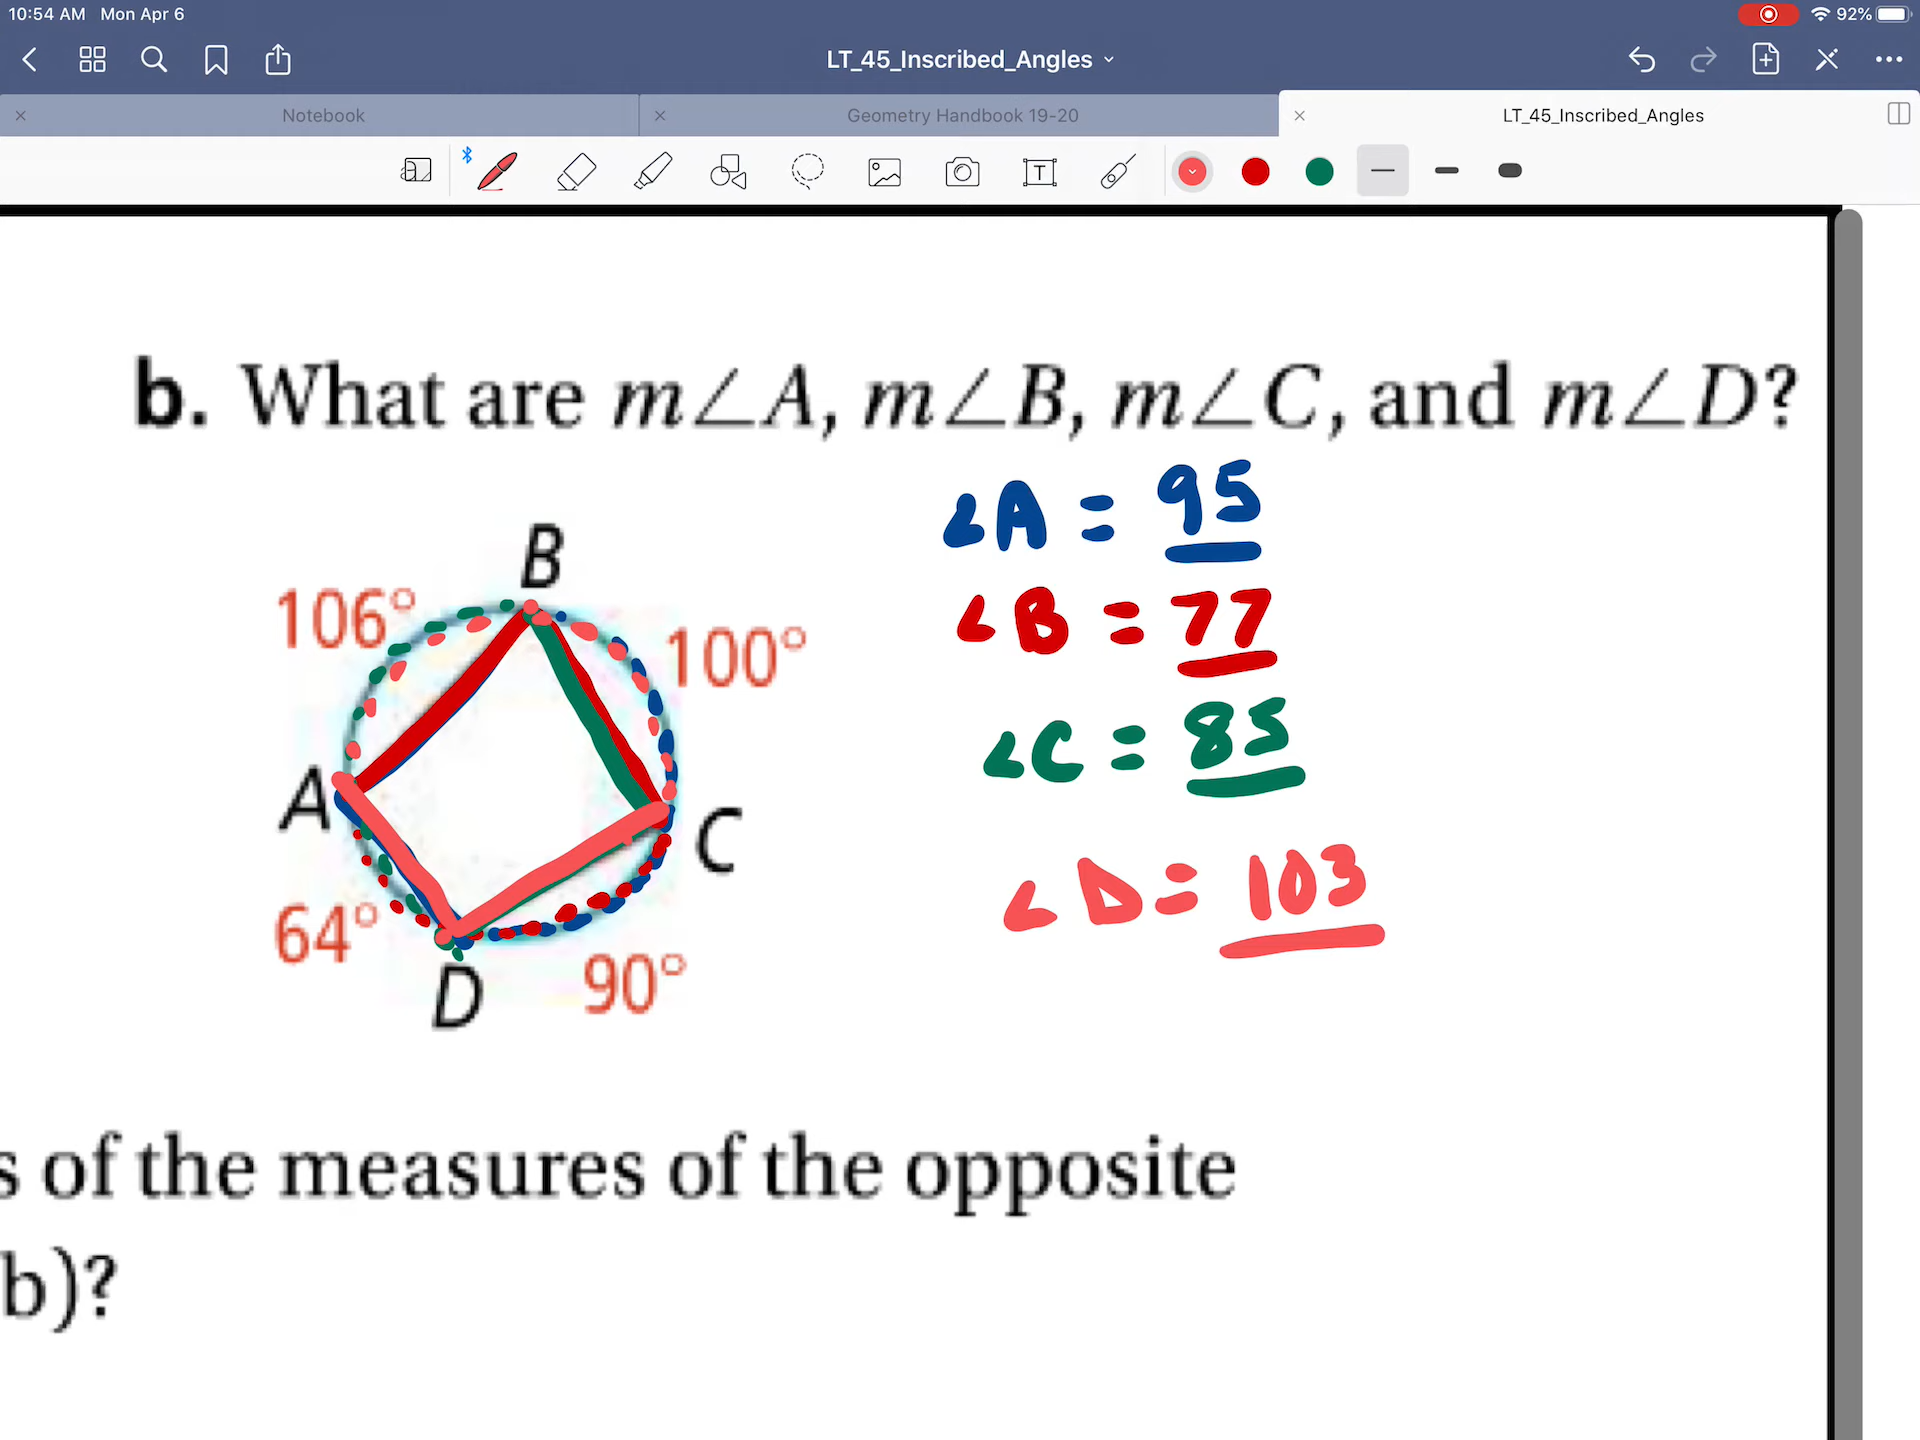 10:54 AM Mon Apr 6
92%
LT_45_Inscribed_Angles
Notebook
Geometry Handbook 19-20
LT_45_Inscribed_Angles
b. What are m∠A, m∠B, m∠C, and m∠D?
∠A = 95
∠B = 77
∠C = 85
∠D = 103
B
106°
100°
A
C
64°
90°
D
s of the measures of the opposite
b)?